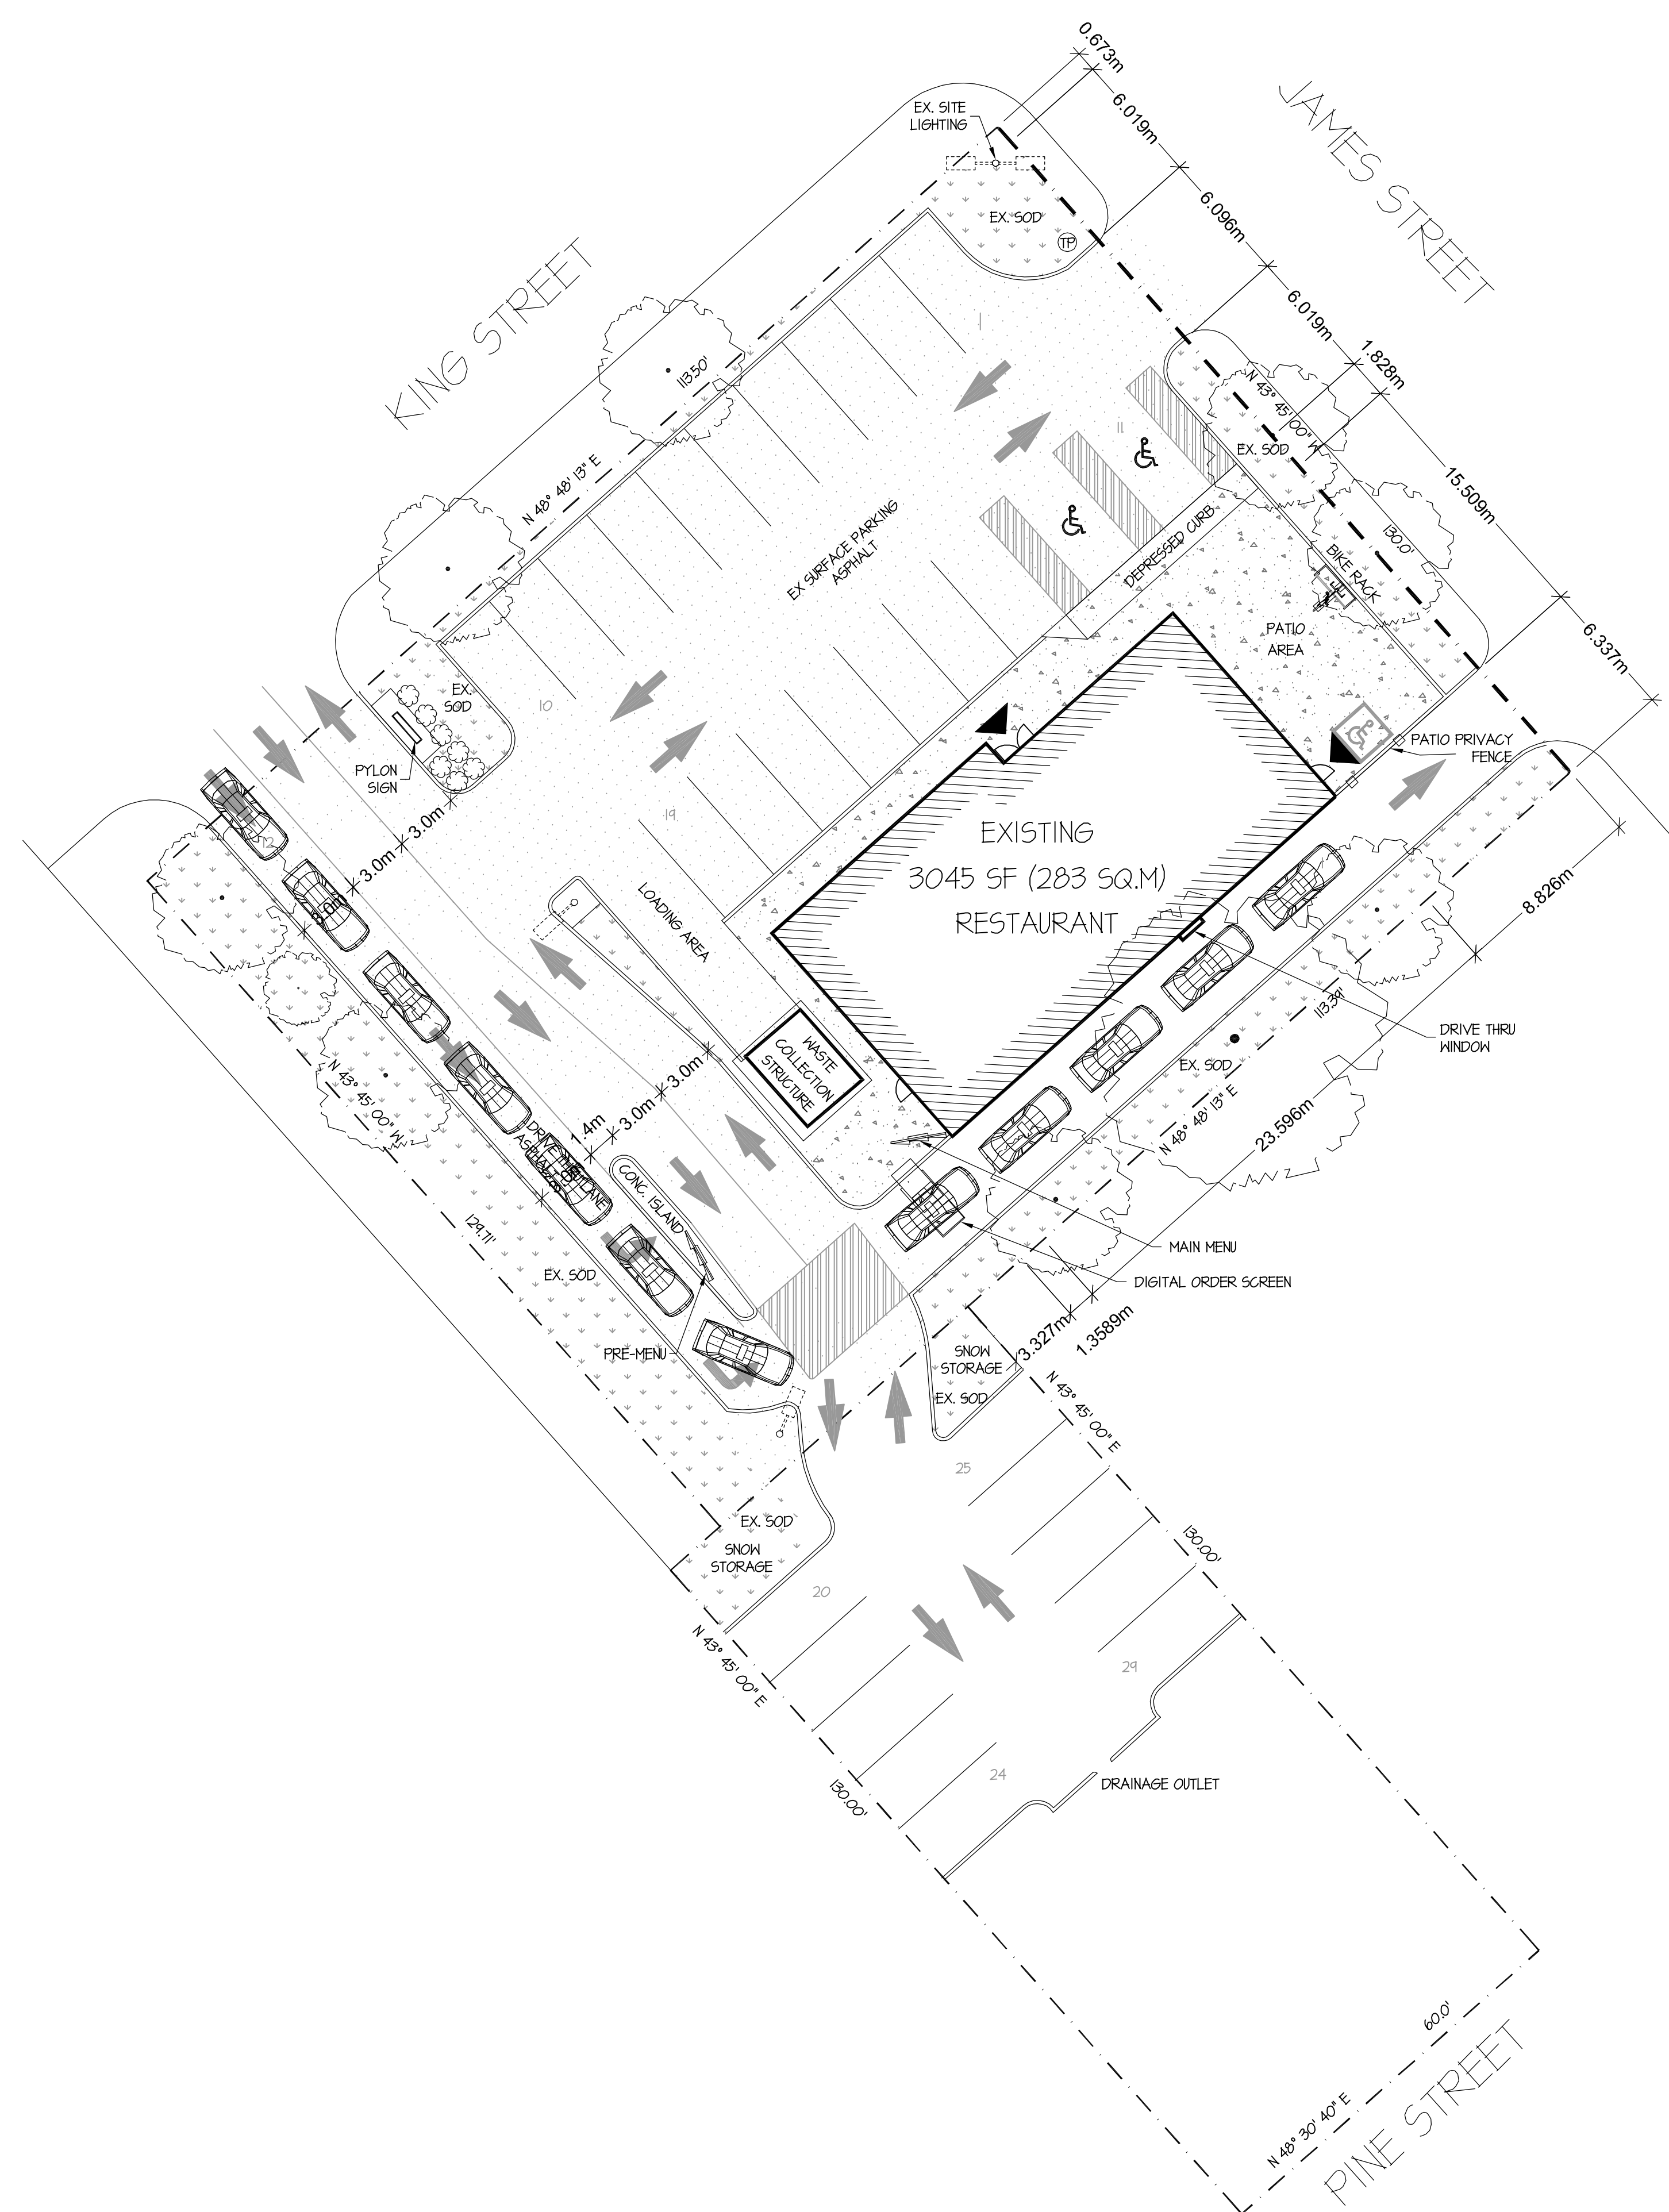 0.673m
JAMES STREET
EX. SITE
LIGHTING
6.019m
EX. SOD
TP
6.096m
KING STREET
6.019m
1.828m
1
113.50'
N 43° 45' 00" W
11
EX. SOD
N 48° 48' 13" E
15.509m
EX SURFACE PARKING
ASPHALT
DEPRESSED CURB
130.0'
BIKE RACK
PATIO
AREA
6.337m
EX.
SOD
10
PATIO PRIVACY
FENCE
PYLON
SIGN
19
3.0m
3.0m
3.0m
EXISTING
3045 SF (283 SQ.M)
RESTAURANT
8.826m
LOADING AREA
113.39'
DRIVE THRU
WINDOW
WASTE
COLLECTION
STRUCTURE
EX. SOD
N 43° 45' 00" W
3.0m
3.0m
1.4m
N 48° 48' 13" E
23.596m
DRIVE THRU LANE
ASPHALT
CONC. ISLAND
129.71'
MAIN MENU
EX. SOD
DIGITAL ORDER SCREEN
PRE-MENU
3.327m
1.3589m
SNOW
STORAGE
EX. SOD
N 43° 45' 00" E
25
EX. SOD
SNOW
STORAGE
130.00'
20
N 43° 45' 00" E
29
24
DRAINAGE OUTLET
130.00'
60.0'
N 48° 30' 40" E
PINE STREET